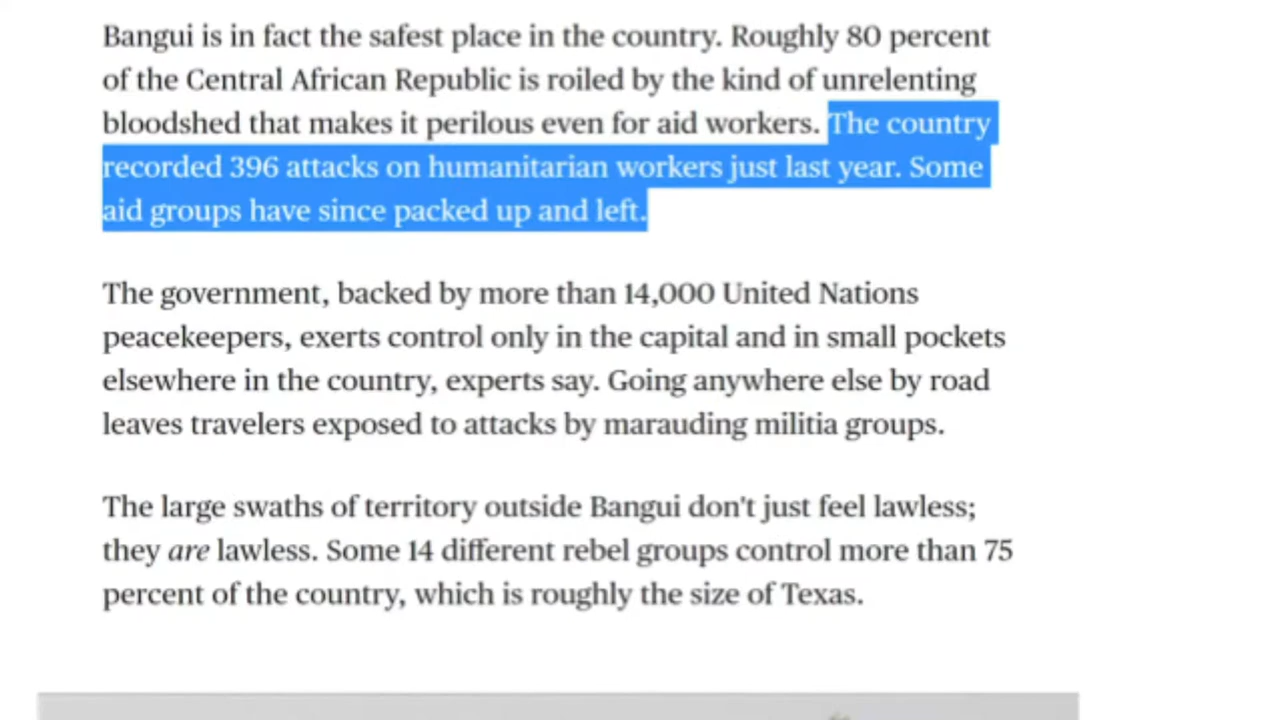 Bangui is in fact the safest place in the country. Roughly 80 percent
of the Central African Republic is roiled by the kind of unrelenting
bloodshed that makes it perilous even for aid workers. The country
recorded 396 attacks on humanitarian workers just last year. Some
aid groups have since packed up and left.
The government, backed by more than 14,000 United Nations
peacekeepers, exerts control only in the capital and in small pockets
elsewhere in the country, experts say. Going anywhere else by road
leaves travelers exposed to attacks by marauding militia groups.
The large swaths of territory outside Bangui don't just feel lawless;
they are lawless. Some 14 different rebel groups control more than 75
percent of the country, which is roughly the size of Texas.